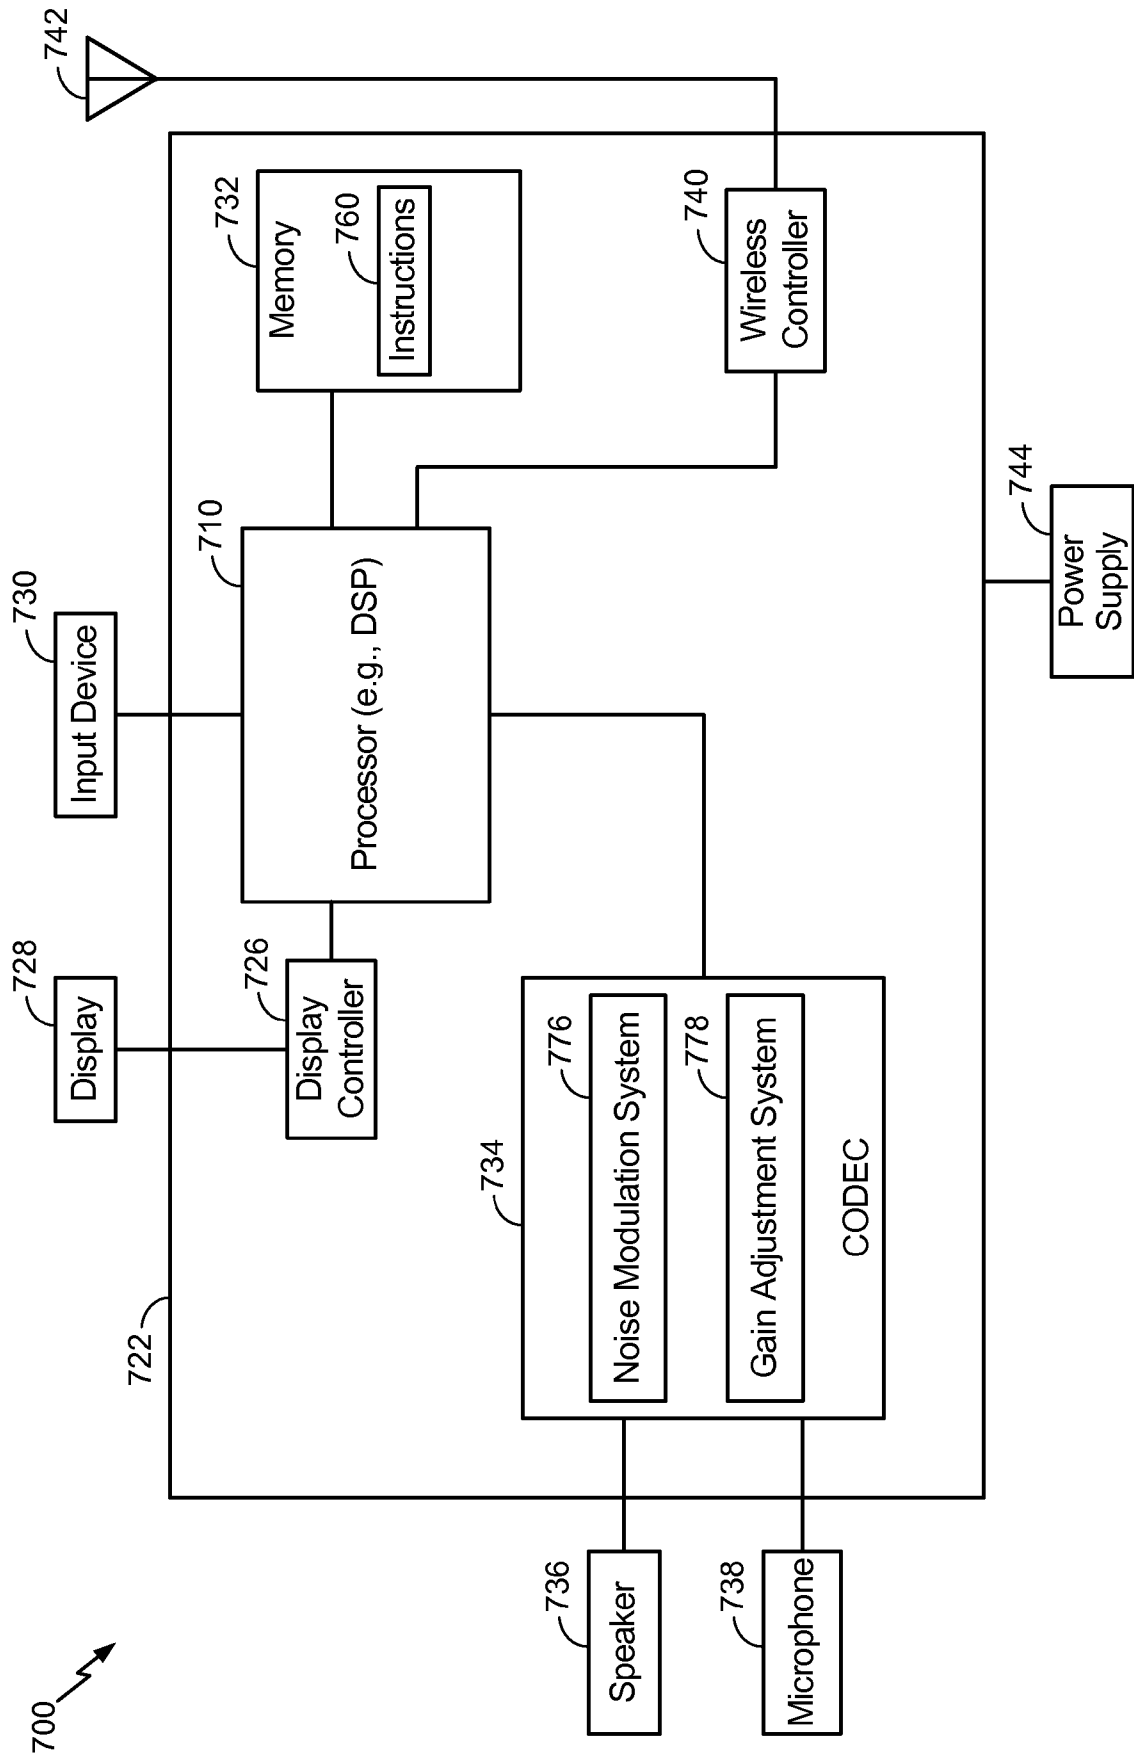 700
722
728
Display
730
Input Device
742
726
Display
Controller
710
Processor (e.g., DSP)
732
Memory
760
Instructions
734
776
Noise Modulation System
778
Gain Adjustment System
CODEC
740
Wireless
Controller
736
Speaker
738
Microphone
744
Power
Supply